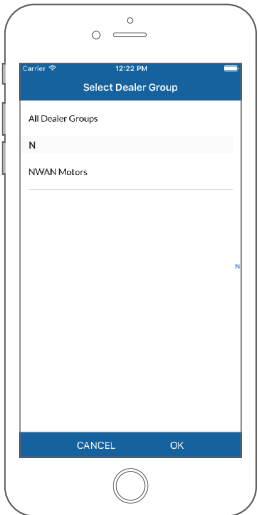 Carrier 12:22 PM
Select Dealer Group
All Dealer Groups
N
NWAN Motors
N
CANCEL OK